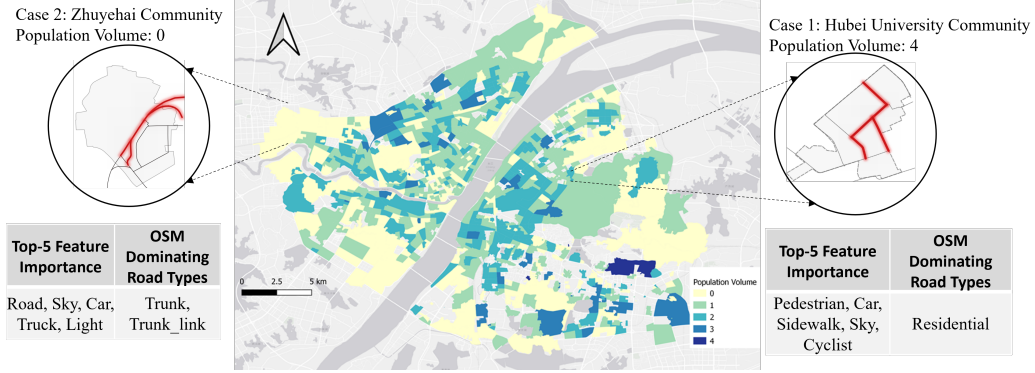 Case 2: Zhuyehai Community
Population Volume: 0
Top-5 Feature
Importance
OSM
Dominating
Road Types
Road, Sky, Car,
Truck, Light
Trunk,
Trunk_link
0
2.5
5 km
Population Volume
0
1
2
3
4
Case 1: Hubei University Community
Population Volume: 4
Top-5 Feature
Importance
OSM
Dominating
Road Types
Pedestrian, Car,
Sidewalk, Sky,
Cyclist
Residential